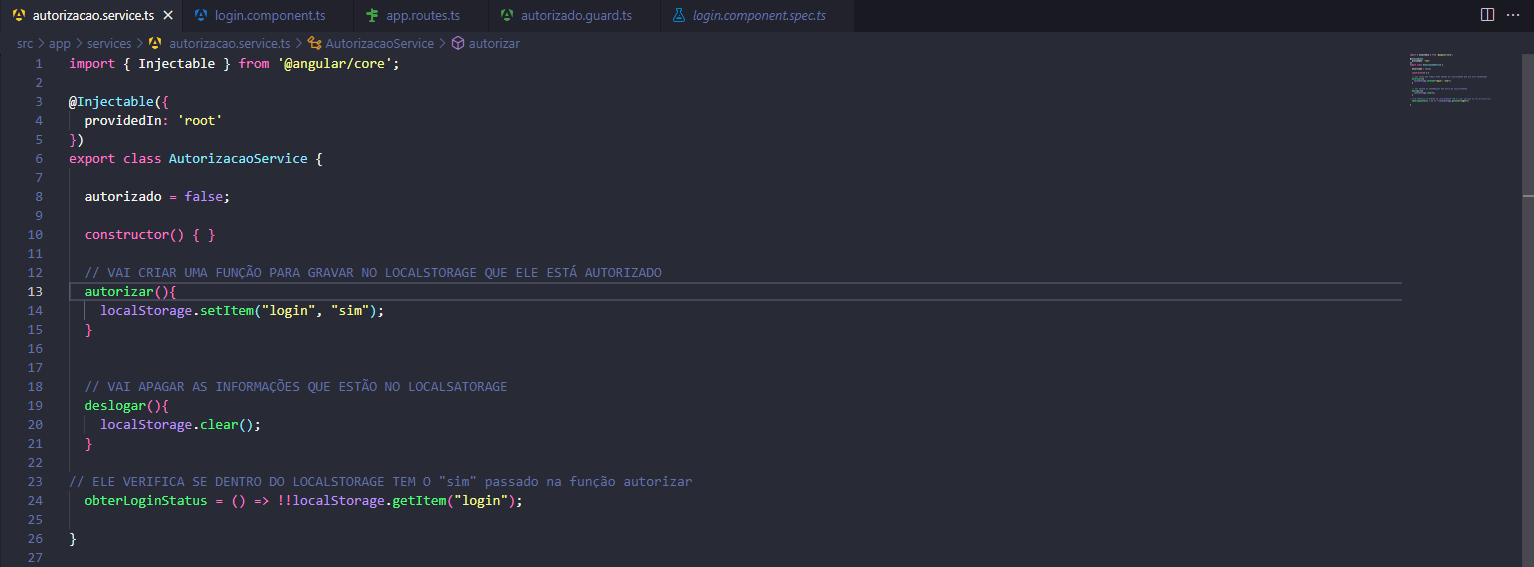 autorizacao.service.ts login.component.ts app.routes.ts autorizado.guard.ts login.component.spec.ts
src > app > services > autorizacao.service.ts > AutorizacaoService > autorizar
1 import { Injectable } from '@angular/core';
2
3 @Injectable({
4 providedIn: 'root'
5 })
6 export class AutorizacaoService {
7
8 autorizado = false;
9
10 constructor() { }
11
12 // VAI CRIAR UMA FUNÇÃO PARA GRAVAR NO LOCALSTORAGE QUE ELE ESTÁ AUTORIZADO
13 autorizar(){
14 localStorage.setItem("login", "sim");
15 }
16
17
18 // VAI APAGAR AS INFORMAÇÕES QUE ESTÃO NO LOCALSATORAGE
19 deslogar(){
20 localStorage.clear();
21 }
22
23 // ELE VERIFICA SE DENTRO DO LOCALSTORAGE TEM O "sim" passado na função autorizar
24 obterLoginStatus = () => !!localStorage.getItem("login");
25
26 }
27